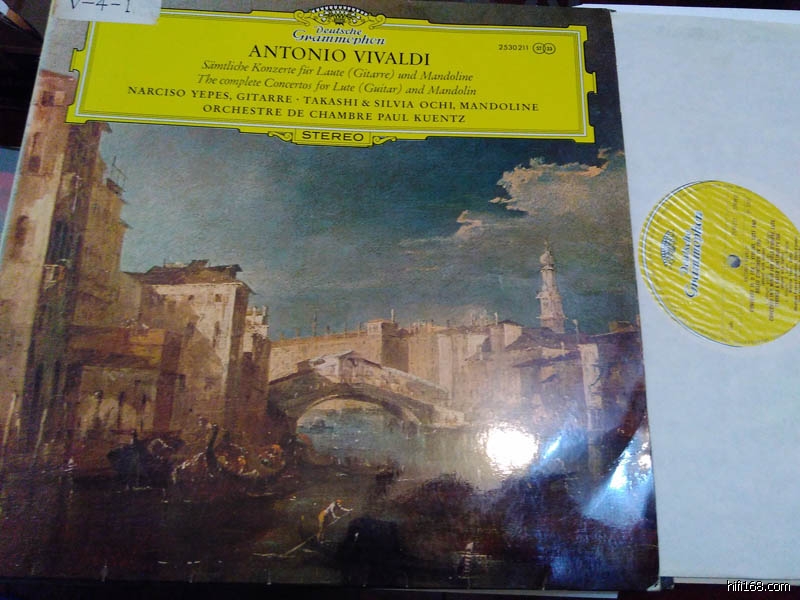 V-4-1
Deutsche
Grammophon
ANTONIO VIVALDI
2530 211
ST 33
Sämtliche Konzerte für Laute (Gitarre) und Mandoline
The complete Concertos for Lute (Guitar) and Mandolin
NARCISO YEPES, GITARRE · TAKASHI & SILVIA OCHI, MANDOLINE
ORCHESTRE DE CHAMBRE PAUL KUENTZ
STEREO
Deutsche
Grammophon
hifi168.com